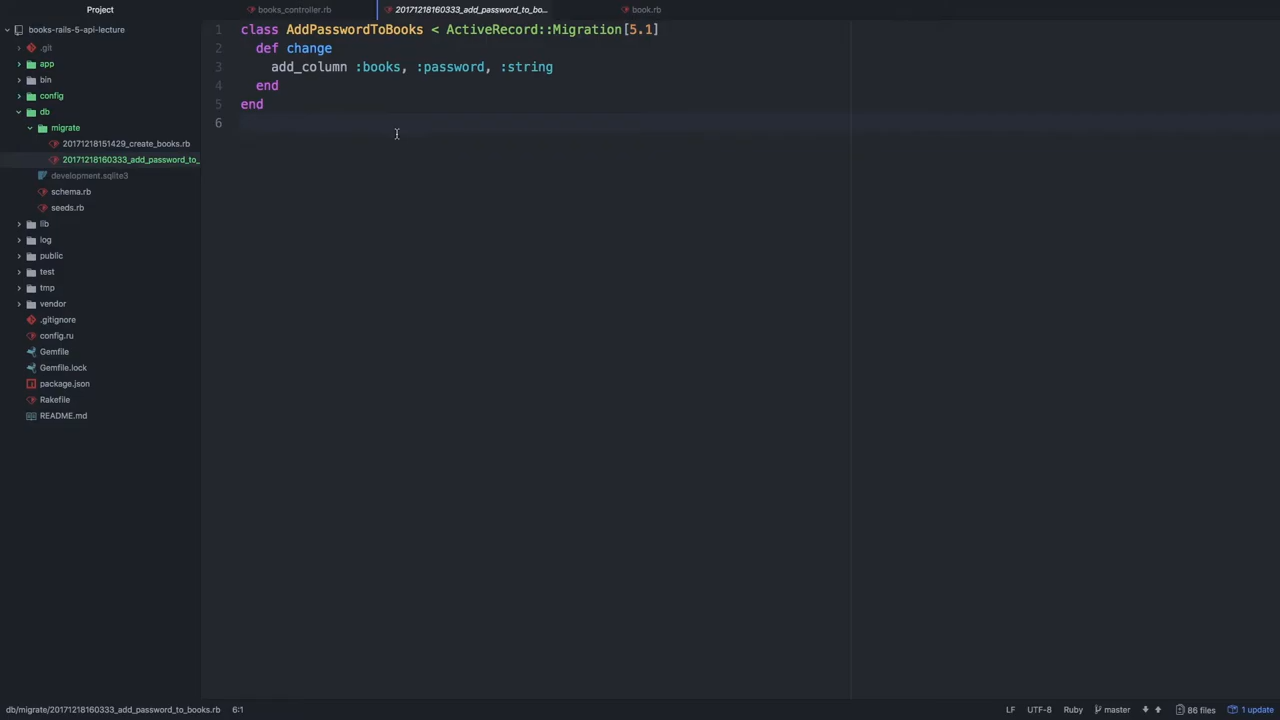 Project
books_controller.rb
20171218160333_add_password_to_bo...
book.rb
books-rails-5-api-lecture
.git
app
bin
config
db
migrate
20171218151429_create_books.rb
20171218160333_add_password_to_
development.sqlite3
schema.rb
seeds.rb
lib
log
public
test
tmp
vendor
.gitignore
config.ru
Gemfile
Gemfile.lock
package.json
Rakefile
README.md
1 class AddPasswordToBooks < ActiveRecord::Migration[5.1]
2 def change
3 add_column :books, :password, :string
4 end
5 end
6
db/migrate/20171218160333_add_password_to_books.rb 6:1
LF UTF-8 Ruby master 86 files 1 update